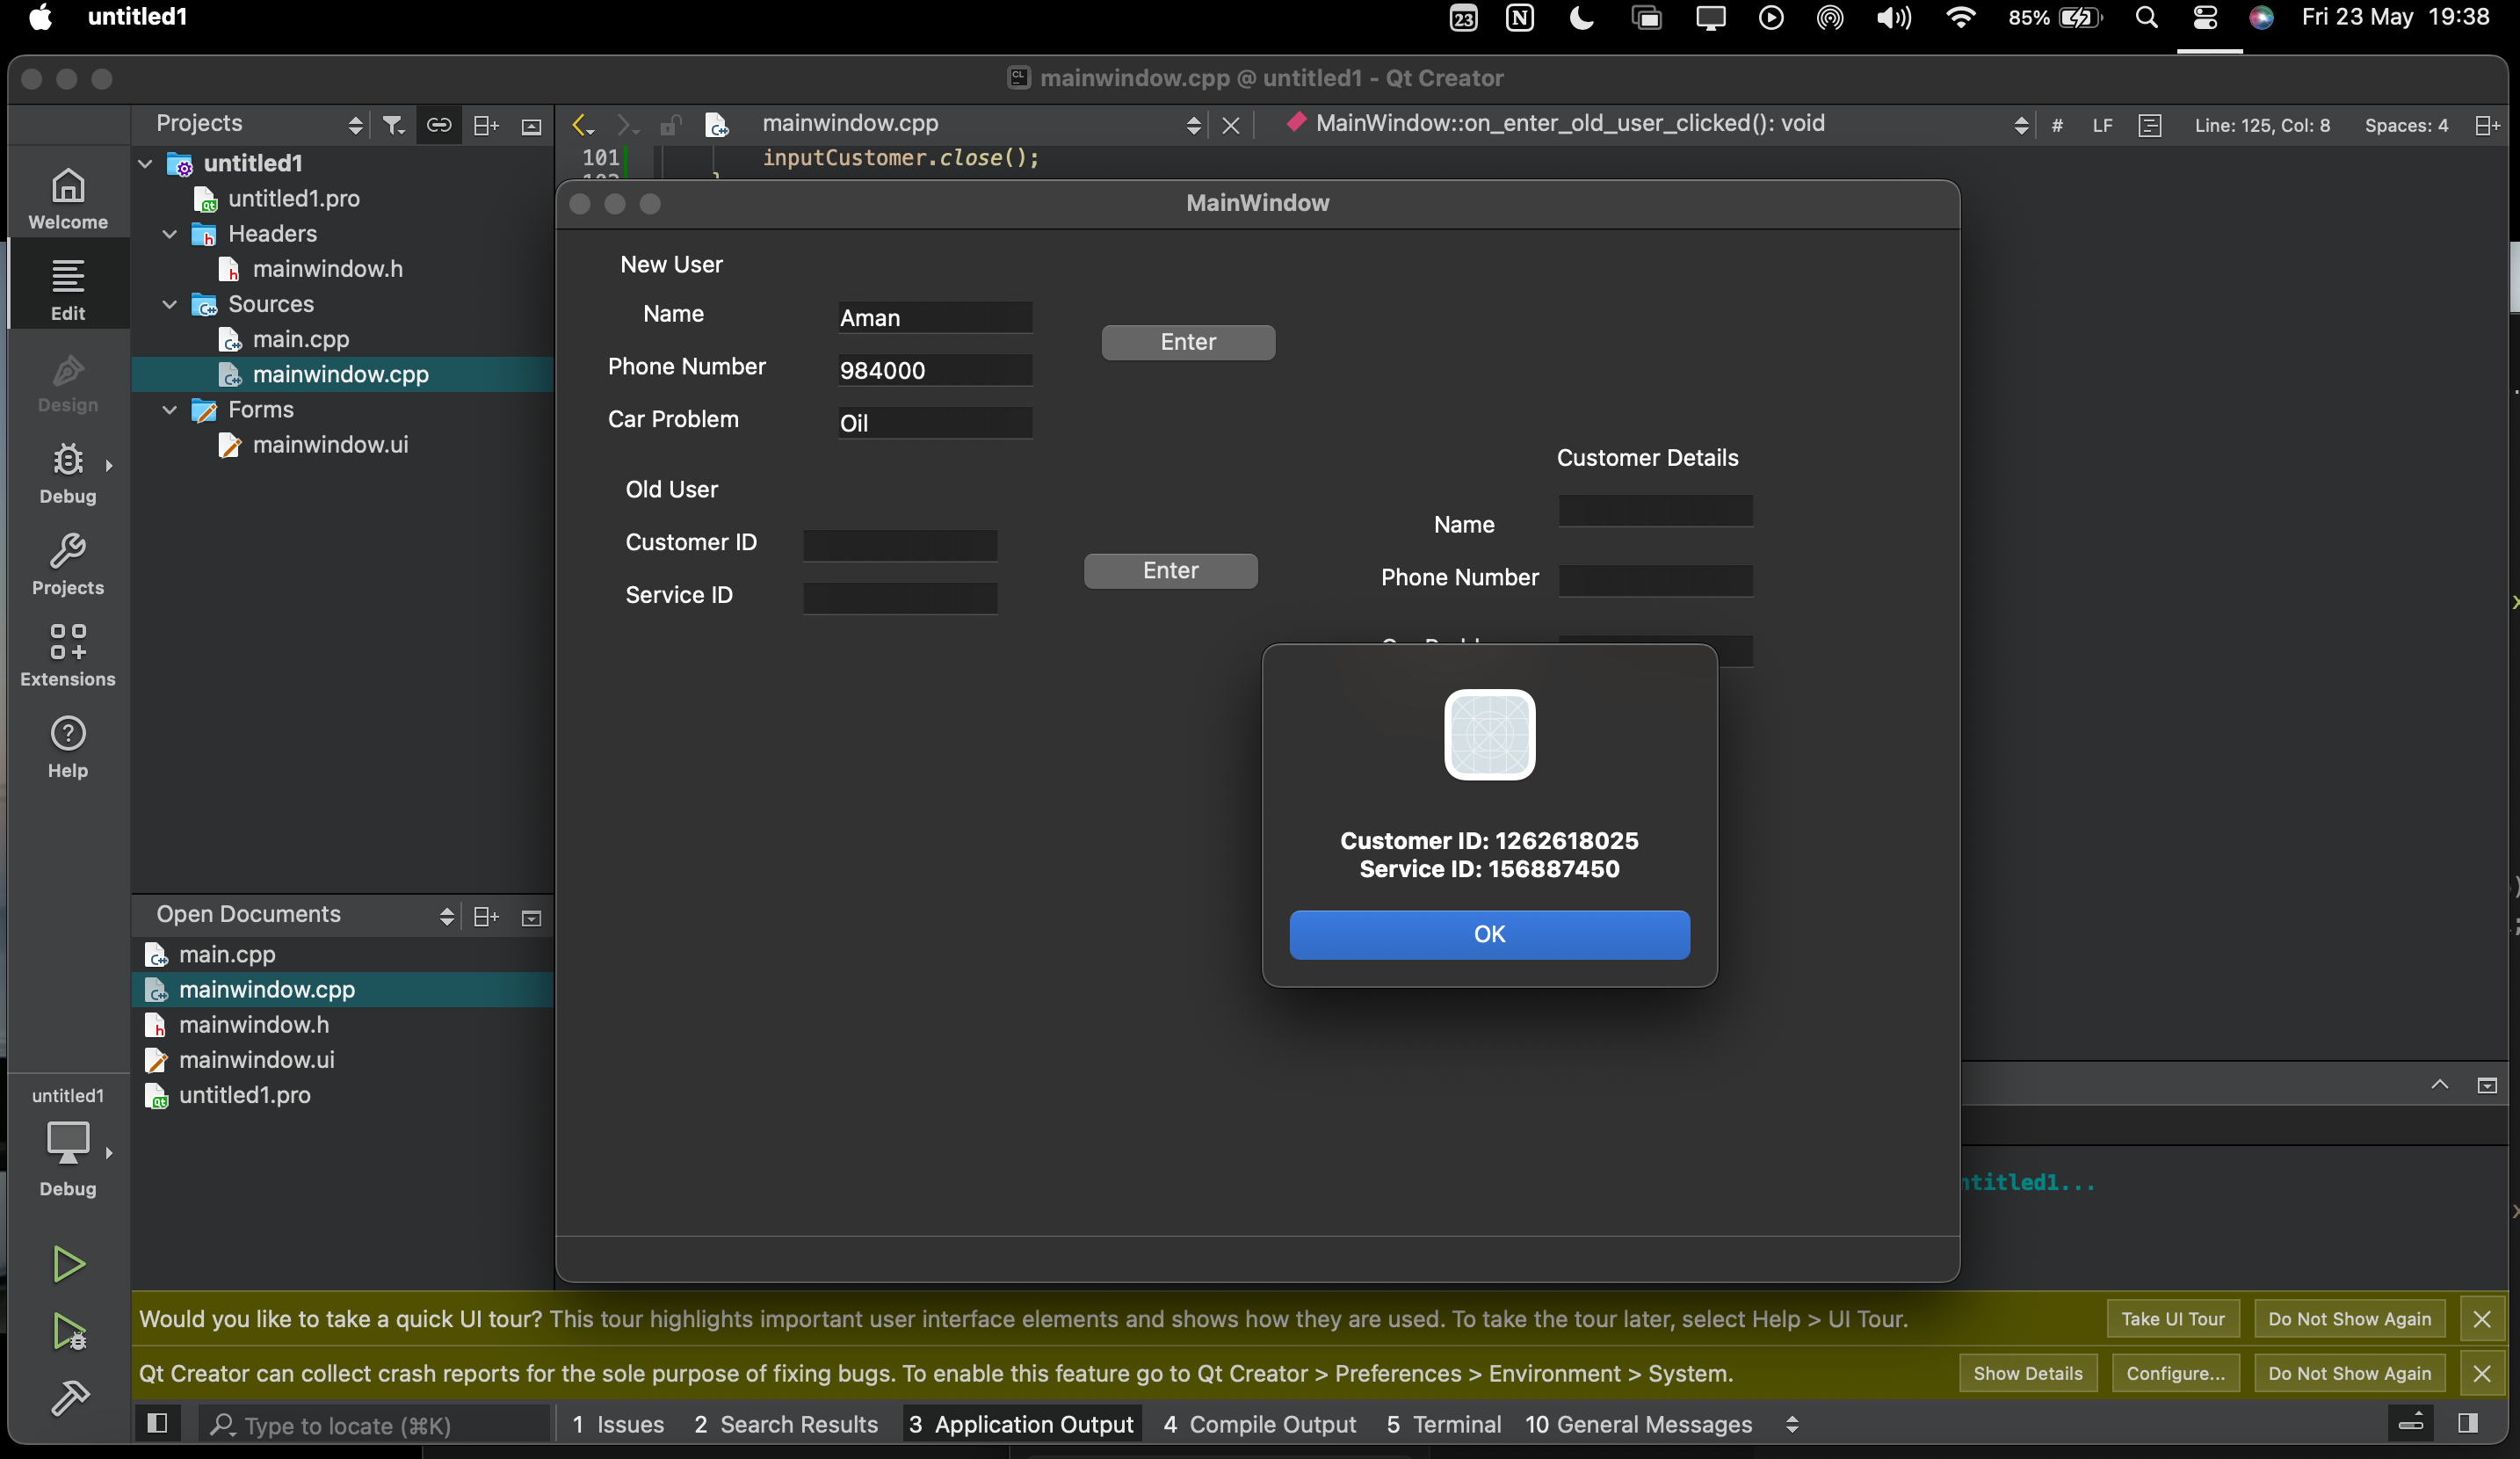 untitled1
23
85%
Fri 23 May 19:38
mainwindow.cpp @ untitled1 - Qt Creator
Projects
mainwindow.cpp
MainWindow::on_enter_old_user_clicked(): void
# LF
Line: 125, Col: 8
Spaces: 4
101 inputCustomer.close();
untitled1
untitled1.pro
Headers
mainwindow.h
Sources
main.cpp
mainwindow.cpp
Forms
mainwindow.ui
Welcome
Edit
Design
Debug
Projects
Extensions
Help
MainWindow
New User
Name
Aman
Enter
Phone Number
984000
Car Problem
Oil
Old User
Customer ID
Service ID
Enter
Customer Details
Name
Phone Number
Customer ID: 1262618025
Service ID: 156887450
OK
Open Documents
main.cpp
mainwindow.cpp
mainwindow.h
mainwindow.ui
untitled1.pro
untitled1
Debug
ntitled1...
Would you like to take a quick UI tour? This tour highlights important user interface elements and shows how they are used. To take the tour later, select Help > UI Tour.
Take UI Tour
Do Not Show Again
Qt Creator can collect crash reports for the sole purpose of fixing bugs. To enable this feature go to Qt Creator > Preferences > Environment > System.
Show Details
Configure...
Do Not Show Again
Type to locate (⌘K)
1 Issues
2 Search Results
3 Application Output
4 Compile Output
5 Terminal
10 General Messages